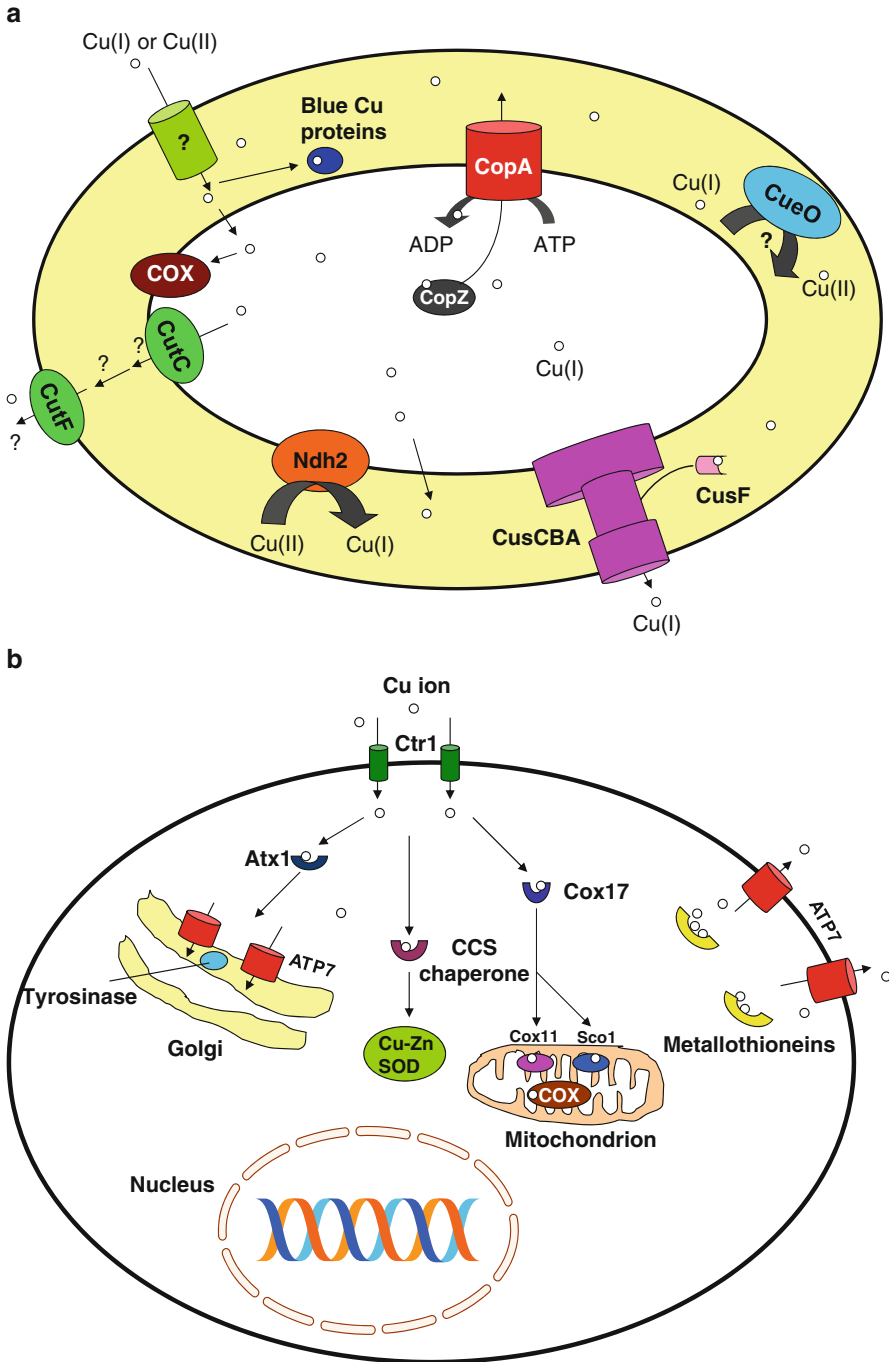 a
Cu(I) or Cu(II)
?
Blue Cu
proteins
CopA
ADP
ATP
CopZ
Cu(I)
CueO
?
Cu(II)
COX
CutC
?
?
CutF
?
Cu(I)
Ndh2
Cu(II)
Cu(I)
CusF
CusCBA
Cu(I)
b
Cu ion
Ctr1
Atx1
Cox17
ATP7
CCS
chaperone
ATP7
Tyrosinase
Golgi
Cu-Zn
SOD
Cox11
Sco1
COX
Mitochondrion
Metallothioneins
Nucleus